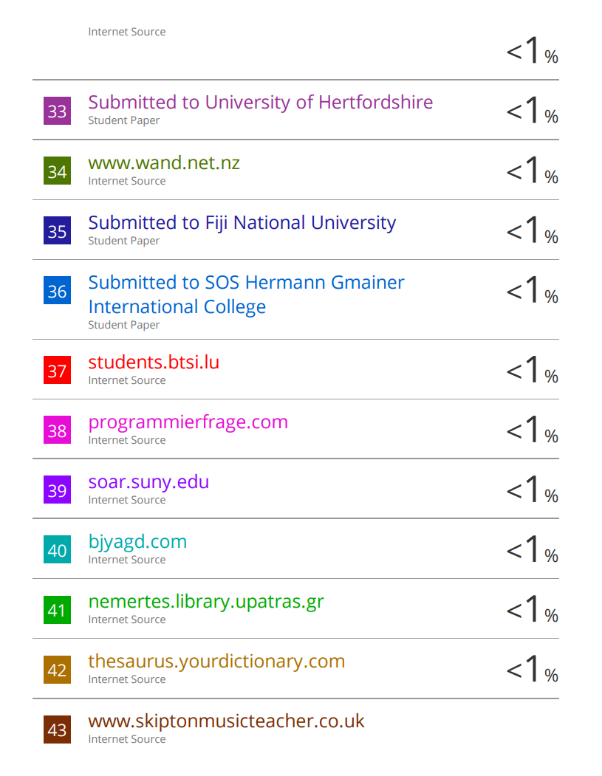 Internet Source
<1%
33 Submitted to University of Hertfordshire <1%
Student Paper
34 www.wand.net.nz <1%
Internet Source
35 Submitted to Fiji National University <1%
Student Paper
36 Submitted to SOS Hermann Gmainer <1%
International College
Student Paper
37 students.btsi.lu <1%
Internet Source
38 programmierfrage.com <1%
Internet Source
39 soar.suny.edu <1%
Internet Source
40 bjyagd.com <1%
Internet Source
41 nemertes.library.upatras.gr <1%
Internet Source
42 thesaurus.yourdictionary.com <1%
Internet Source
43 www.skiptonmusicteacher.co.uk
Internet Source